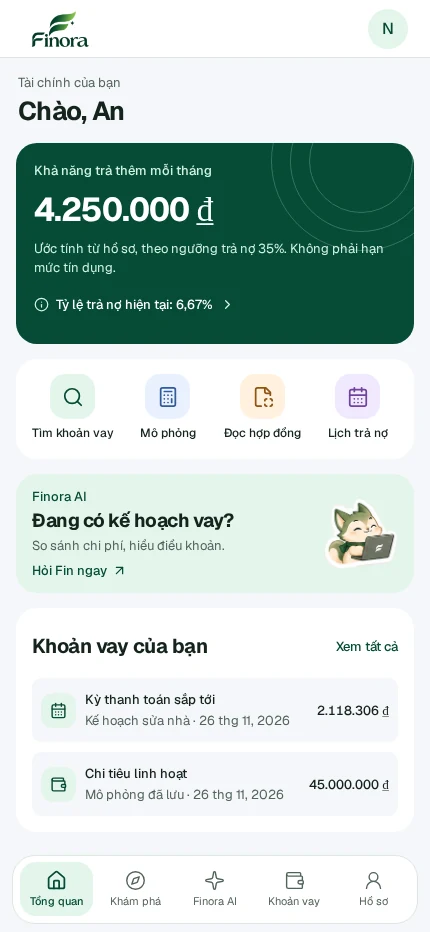 Finora
N
Tài chính của bạn
Chào, An
Khả năng trả thêm mỗi tháng
4.250.000 ₫
Ước tính từ hồ sơ, theo ngưỡng trả nợ 35%. Không phải hạn
mức tín dụng.
Tỷ lệ trả nợ hiện tại: 6,67%
Tìm khoản vay
Mô phỏng
Đọc hợp đồng
Lịch trả nợ
Finora AI
Đang có kế hoạch vay?
So sánh chi phí, hiểu điều khoản.
Hỏi Fin ngay
Khoản vay của bạn
Xem tất cả
Kỳ thanh toán sắp tới
2.118.306 ₫
Kế hoạch sửa nhà · 26 thg 11, 2026
Chi tiêu linh hoạt
45.000.000 ₫
Mô phỏng đã lưu · 26 thg 11, 2026
Tổng quan
Khám phá
Finora AI
Khoản vay
Hồ sơ